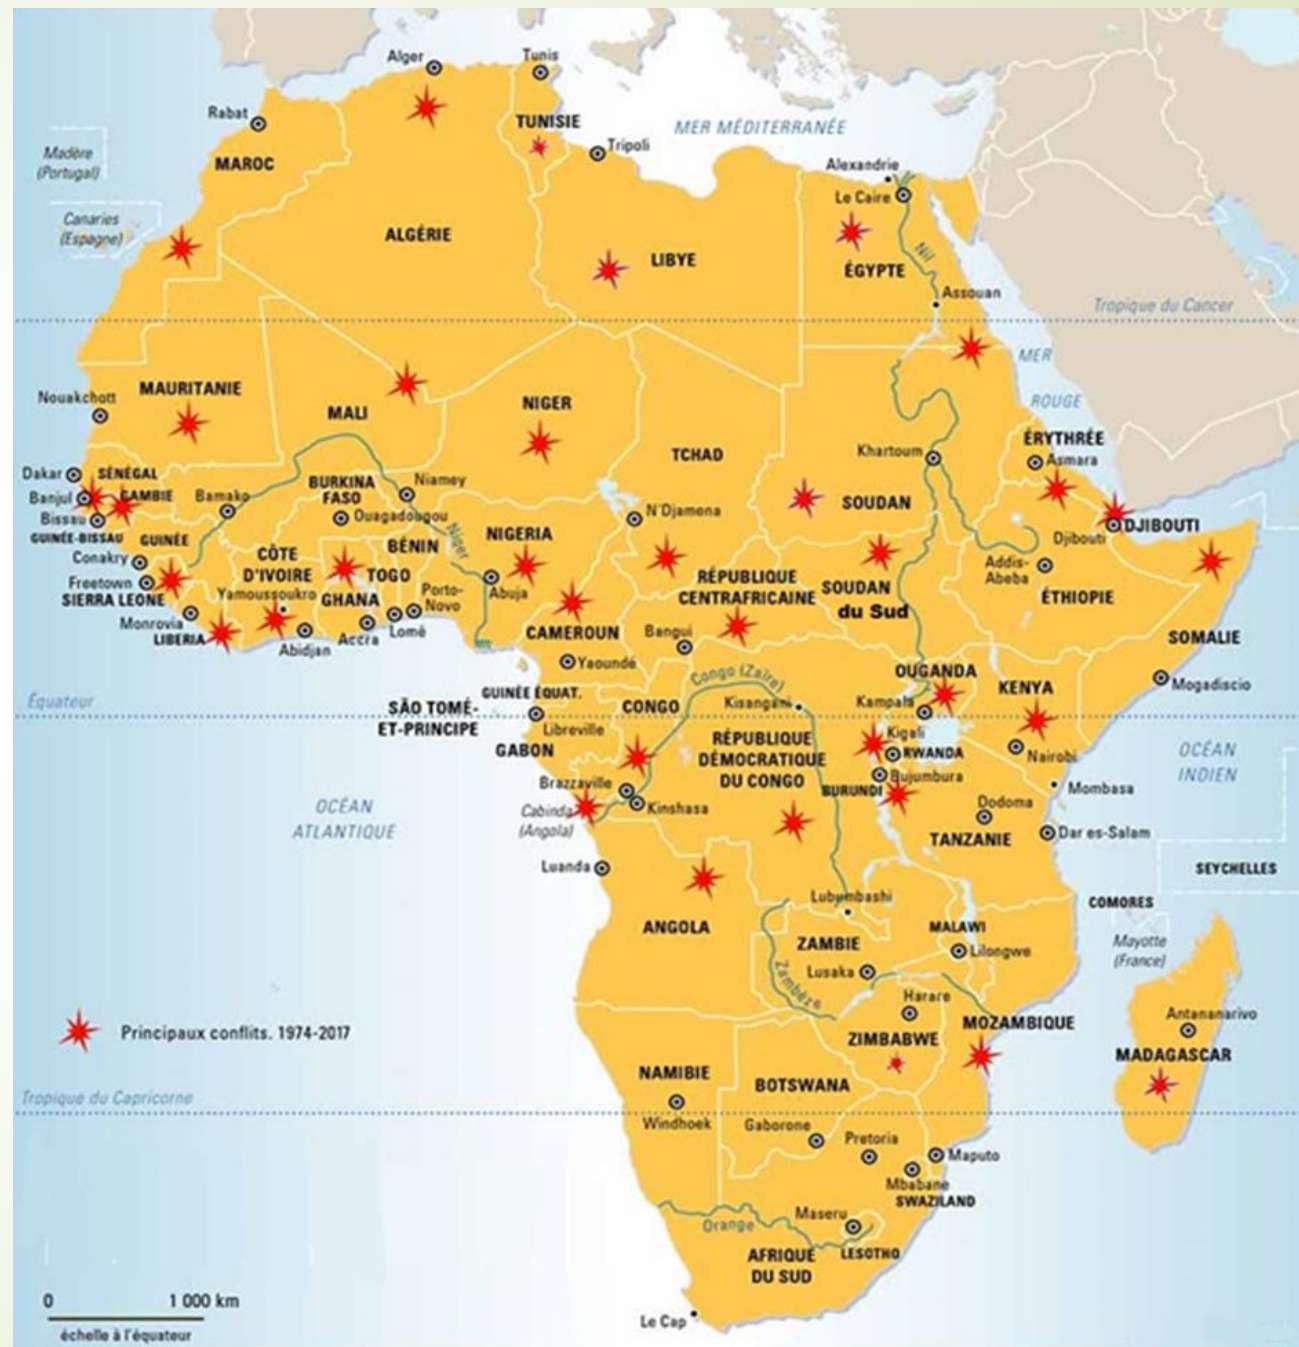 Alger
Tunis
Rabat
TUNISIE
MER MÉDITERRANÉE
Tripoli
Madère
(Portugal)
MAROC
Alexandrie
Le Caire
Canaries
(Espagne)
ALGÉRIE
LIBYE
Nil
ÉGYPTE
Assouan
Tropique du Cancer
MER
ROUGE
MAURITANIE
Nouakchott
MALI
NIGER
TCHAD
Khartoum
ÉRYTHRÉE
Asmara
Dakar
SÉNÉGAL
Banjul
GAMBIE
Bamako
BURKINA
FASO
Niamey
Bissau
Ouagadougou
N'Djamena
SOUDAN
DJIBOUTI
Djibouti
GUINÉE-BISSAU
GUINÉE
Niger
NIGERIA
BÉNIN
Conakry
CÔTE
D'IVOIRE
TOGO
Addis-
Abeba
Freetown
SIERRA LEONE
Yamoussoukro
GHANA
Porto-
Novo
Abuja
RÉPUBLIQUE
CENTRAFRICAINE
SOUDAN
du Sud
ÉTHIOPIE
Monrovia
LIBERIA
Abidjan
Accra
Lomé
CAMEROUN
Bangui
SOMALIE
Yaoundé
Congo (Zaïre)
OUGANDA
KENYA
Mogadiscio
Équateur
GUINÉE ÉQUAT.
SÃO TOMÉ-
ET-PRINCIPE
CONGO
Kisangani
Kampala
Libreville
GABON
RÉPUBLIQUE
DÉMOCRATIQUE
DU CONGO
Kigali
RWANDA
Nairobi
OCÉAN
INDIEN
Brazzaville
Bujumbura
BURUNDI
Mombasa
OCÉAN
ATLANTIQUE
Cabinda
(Angola)
Kinshasa
Dodoma
TANZANIE
Dar es-Salam
Luanda
SEYCHELLES
Lubumbashi
COMORES
ANGOLA
ZAMBIE
MALAWI
Lilongwe
Mayotte
(France)
Lusaka
Zambèze
Harare
Antananarivo
Principaux conflits. 1974-2017
MOZAMBIQUE
ZIMBABWE
MADAGASCAR
NAMIBIE
BOTSWANA
Tropique du Capricorne
Windhoek
Gaborone
Pretoria
Maputo
Mbabane
SWAZILAND
Maseru
Orange
LESOTHO
AFRIQUE
DU SUD
0 1 000 km
échelle à l'équateur
Le Cap